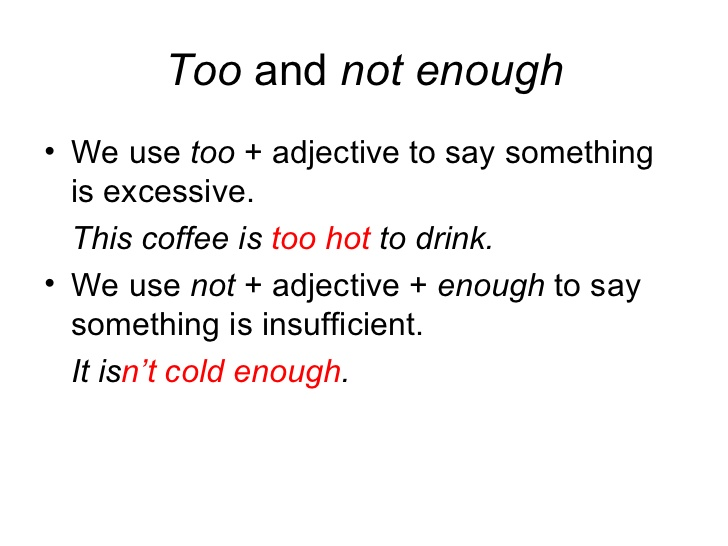 Too and not enough
• We use too + adjective to say something
is excessive.
This coffee is too hot to drink.
• We use not + adjective + enough to say
something is insufficient.
It isn’t cold enough.